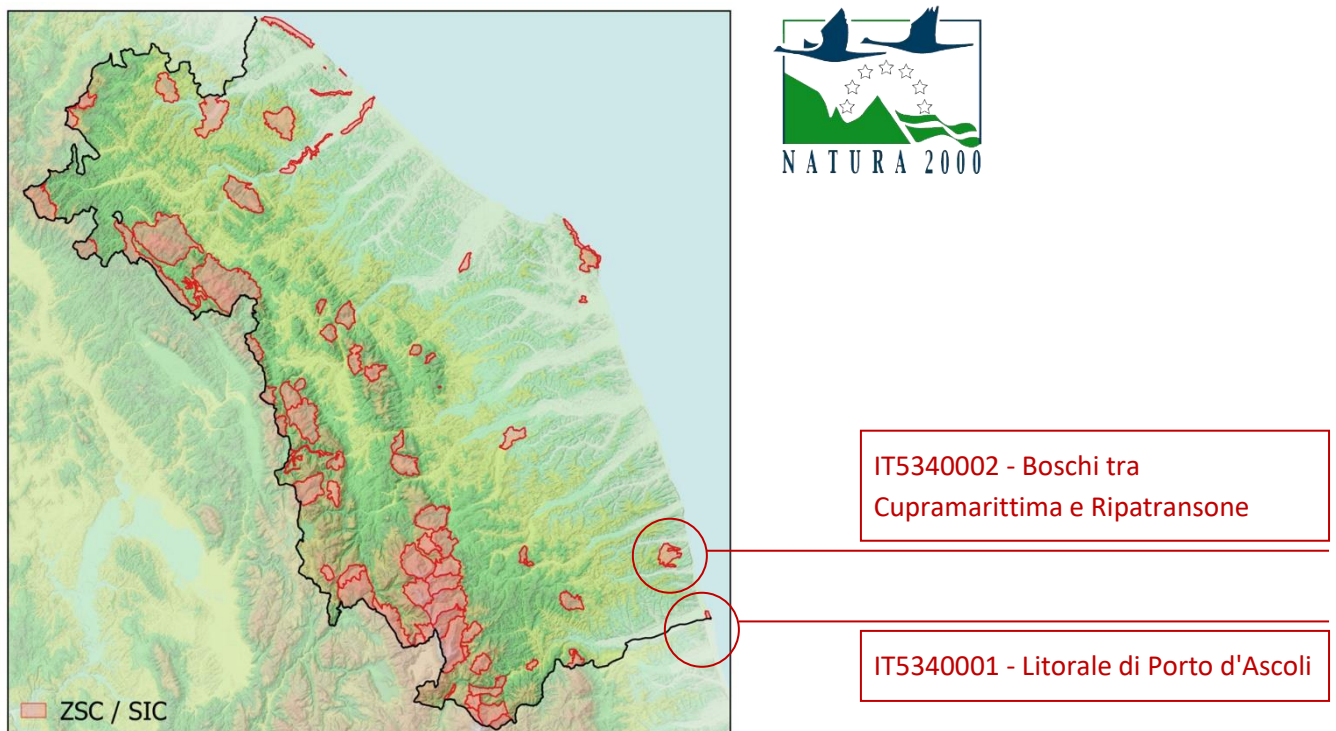 NATURA 2000
IT5340002 - Boschi tra
Cupramarittima e Ripatransone
IT5340001 - Litorale di Porto d'Ascoli
ZSC / SIC